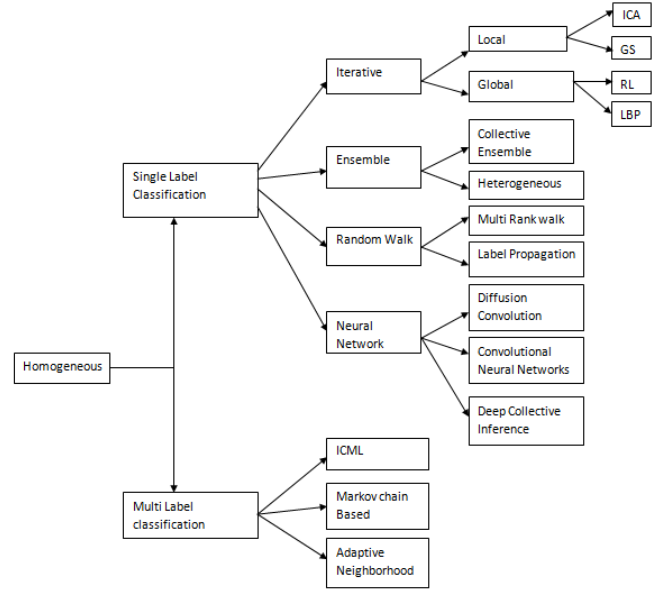 ICA
Local
GS
Iterative
Global
RL
LBP
Collective
Ensemble
Ensemble
Single Label
Classification
Heterogeneous
Multi Rank walk
Random Walk
Label Propagation
Diffusion
Convolution
Neural
Network
Convolutional
Neural Networks
Homogeneous
Deep Collective
Inference
ICML
Multi Label
classification
Markov chain
Based
Adaptive
Neighborhood